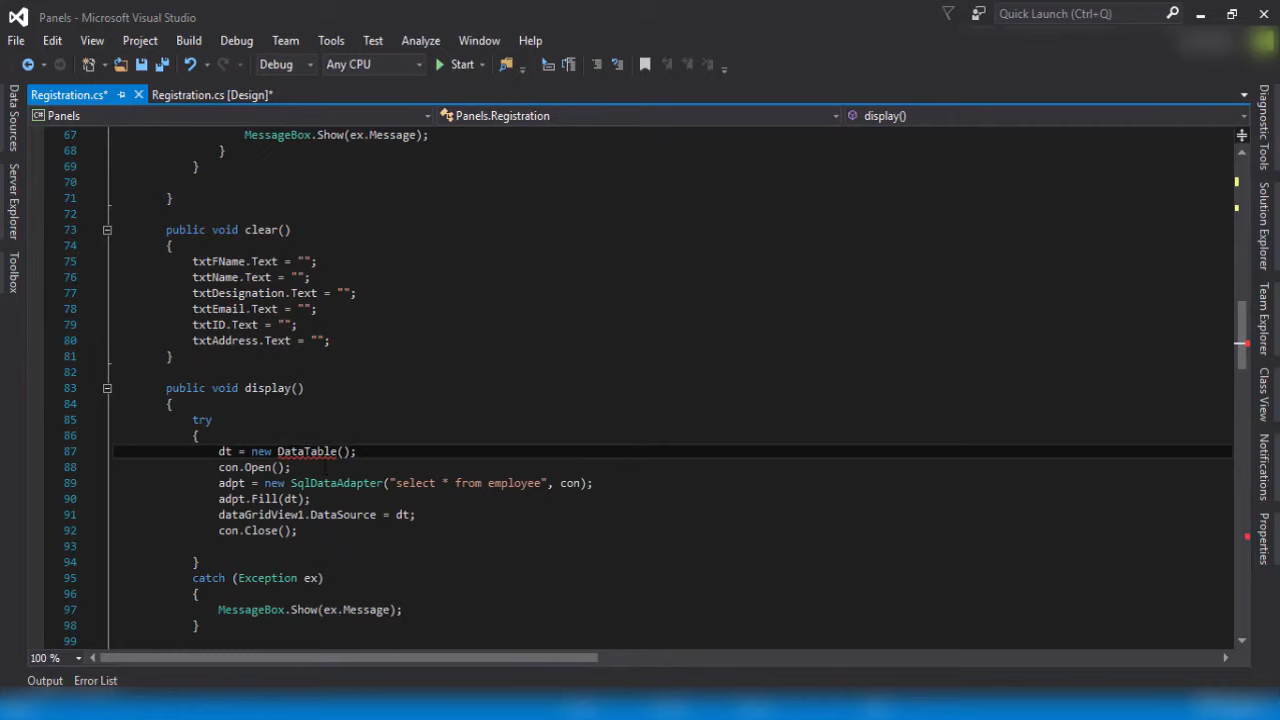 Panels - Microsoft Visual Studio
Quick Launch (Ctrl+Q)
File Edit View Project Build Debug Team Tools Test Analyze Window Help
Debug Any CPU Start
Registration.cs* Registration.cs [Design]*
Panels Panels.Registration display()
Data Sources
Server Explorer
Toolbox
67 MessageBox.Show(ex.Message);
68 }
69 }
70
71 }
72
73 public void clear()
74 {
75 txtFName.Text = "";
76 txtName.Text = "";
77 txtDesignation.Text = "";
78 txtEmail.Text = "";
79 txtID.Text = "";
80 txtAddress.Text = "";
81 }
82
83 public void display()
84 {
85 try
86 {
87 dt = new DataTable();
88 con.Open();
89 adpt = new SqlDataAdapter("select * from employee", con);
90 adpt.Fill(dt);
91 dataGridView1.DataSource = dt;
92 con.Close();
93
94 }
95 catch (Exception ex)
96 {
97 MessageBox.Show(ex.Message);
98 }
99
Diagnostic Tools
Solution Explorer
Team Explorer
Class View
Properties
100 %
Output Error List